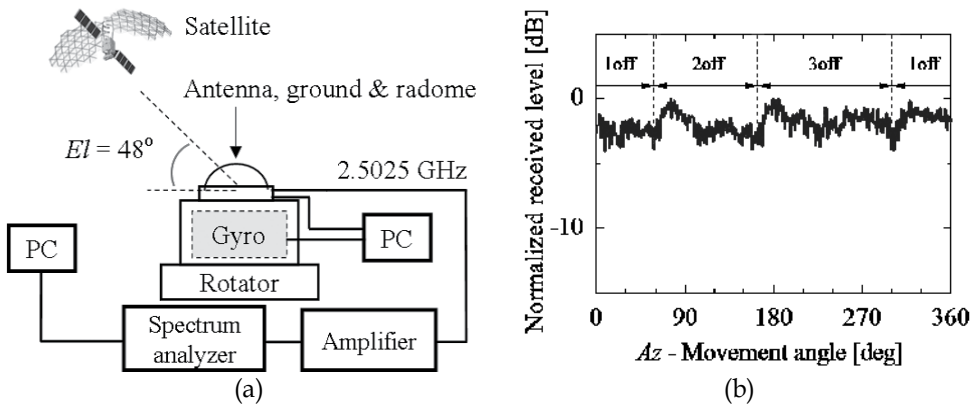 Satellite
Antenna, ground & radome
El = 48°
2.5025 GHz
Gyro
PC
PC
Rotator
Spectrum
analyzer
Amplifier
(a)
Normalized received level [dB]
1off 2off 3off 1off
0
-10
0 90 180 270 360
Az - Movement angle [deg]
(b)